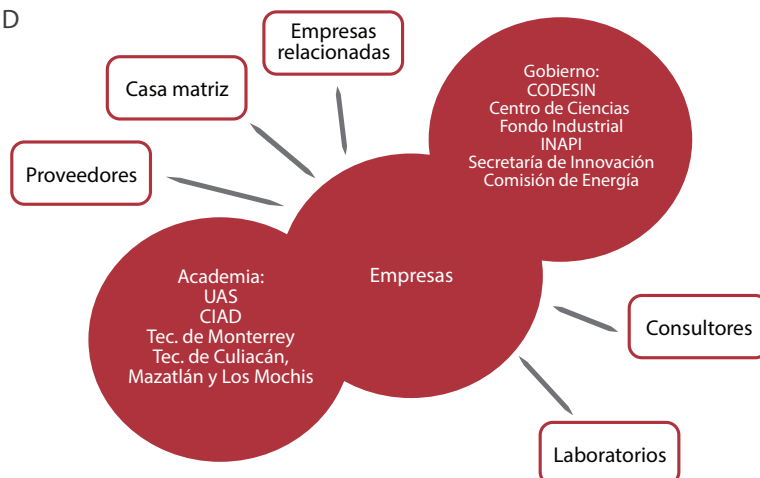 D
Empresas
relacionadas
Casa matriz
Proveedores
Gobierno:
CODESIN
Centro de Ciencias
Fondo Industrial
INAPI
Secretaría de Innovación
Comisión de Energía
Empresas
Academia:
UAS
CIAD
Tec. de Monterrey
Tec. de Culiacán,
Mazatlán y Los Mochis
Consultores
Laboratorios